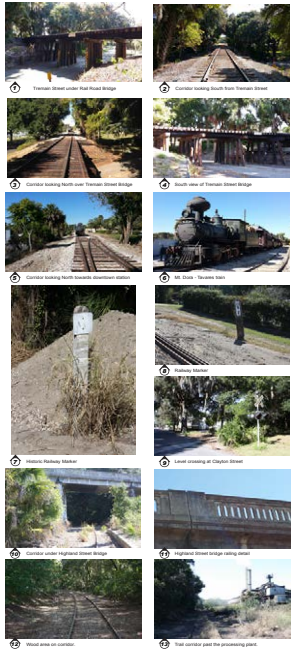 1 Tremain Street under Rail Road Bridge
2 Corridor looking South from Tremain Street
3 Corridor looking North over Tremain Street Bridge
4 South view of Tremain Street Bridge
5 Corridor looking North towards downtown station
6 Mt. Dora - Tavares train
7 Historic Railway Marker
8 Railway Marker
9 Level crossing at Clayton Street
10 Corridor under Highland Street Bridge
11 Highland Street bridge railing detail
12 Wood area on corridor.
13 Trail corridor past the processing plant.